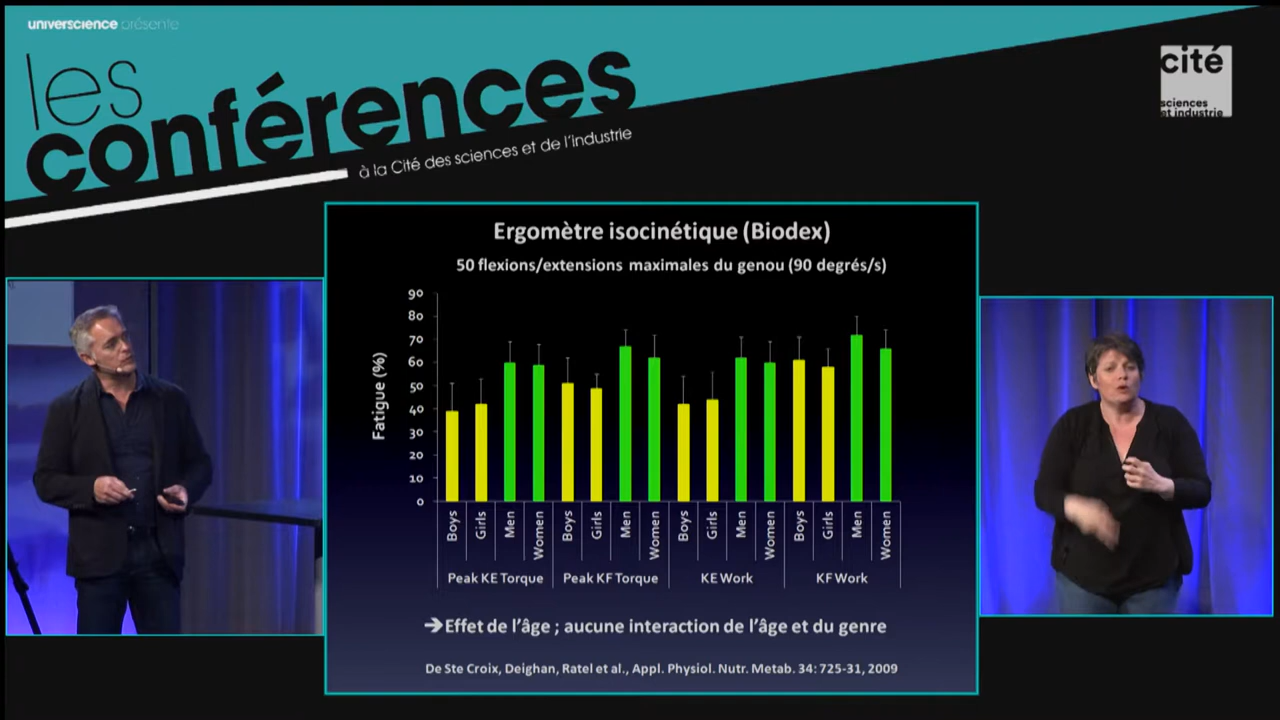 universcience présente
les
conférences
à la Cité des sciences et de l'industrie
cité
sciences
et industrie
Ergomètre isocinétique (Biodex)
50 flexions/extensions maximales du genou (90 degrés/s)
Fatigue (%)
90
80
70
60
50
40
30
20
10
0
Boys Girls Men Women Boys Girls Men Women Boys Girls Men Women Boys Girls Men Women
Peak KE Torque Peak KF Torque KE Work KF Work
➔Effet de l'âge ; aucune interaction de l'âge et du genre
De Ste Croix, Deighan, Ratel et al., Appl. Physiol. Nutr. Metab. 34: 725-31, 2009